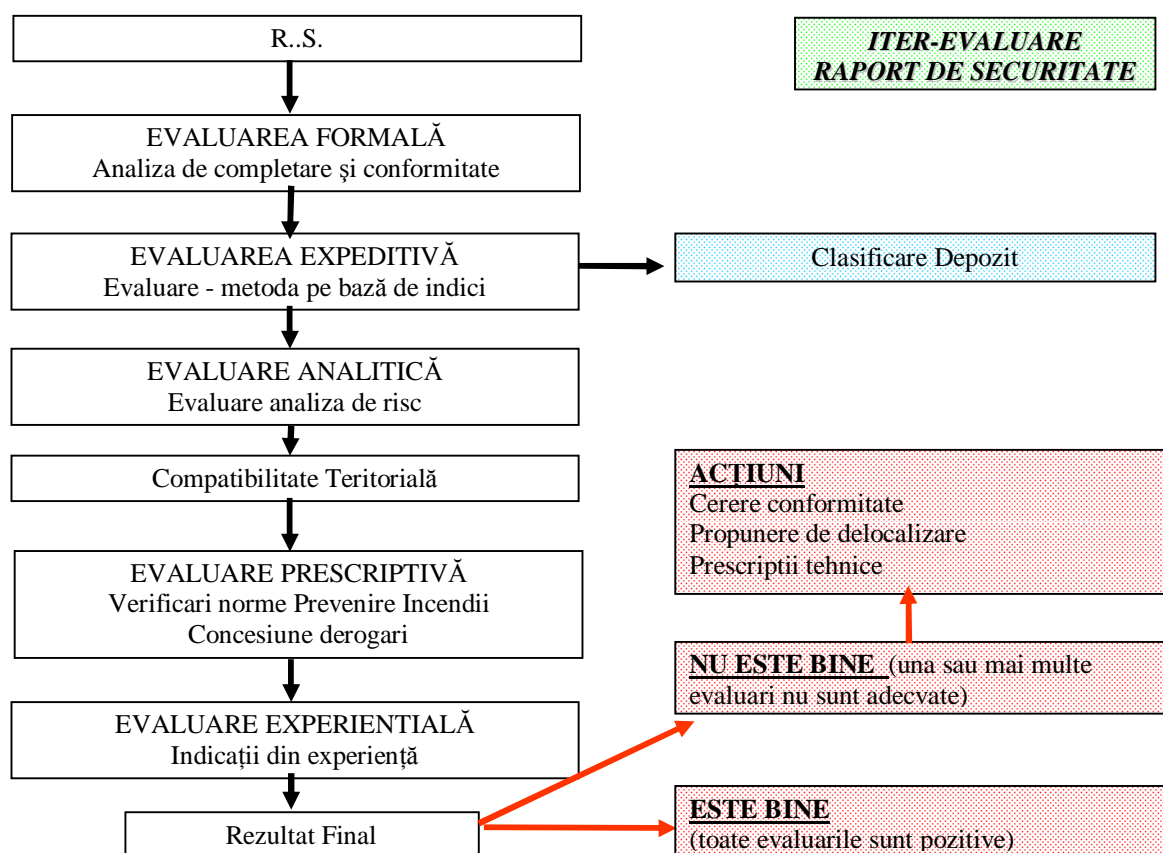 R..S.
ITER-EVALUARE
RAPORT DE SECURITATE
EVALUAREA FORMALĂ
Analiza de completare şi conformitate
EVALUAREA EXPEDITIVĂ
Evaluare - metoda pe bază de indici
Clasificare Depozit
EVALUARE ANALITICĂ
Evaluare analiza de risc
Compatibilitate Teritorială
ACȚIUNI
Cerere conformitate
Propunere de delocalizare
Prescriptii tehnice
EVALUARE PRESCRIPTIVĂ
Verificari norme Prevenire Incendii
Concesiune derogari
NU ESTE BINE (una sau mai multe
evaluari nu sunt adecvate)
EVALUARE EXPERIENTIALĂ
Indicații din experiență
Rezultat Final
ESTE BINE
(toate evaluarile sunt pozitive)